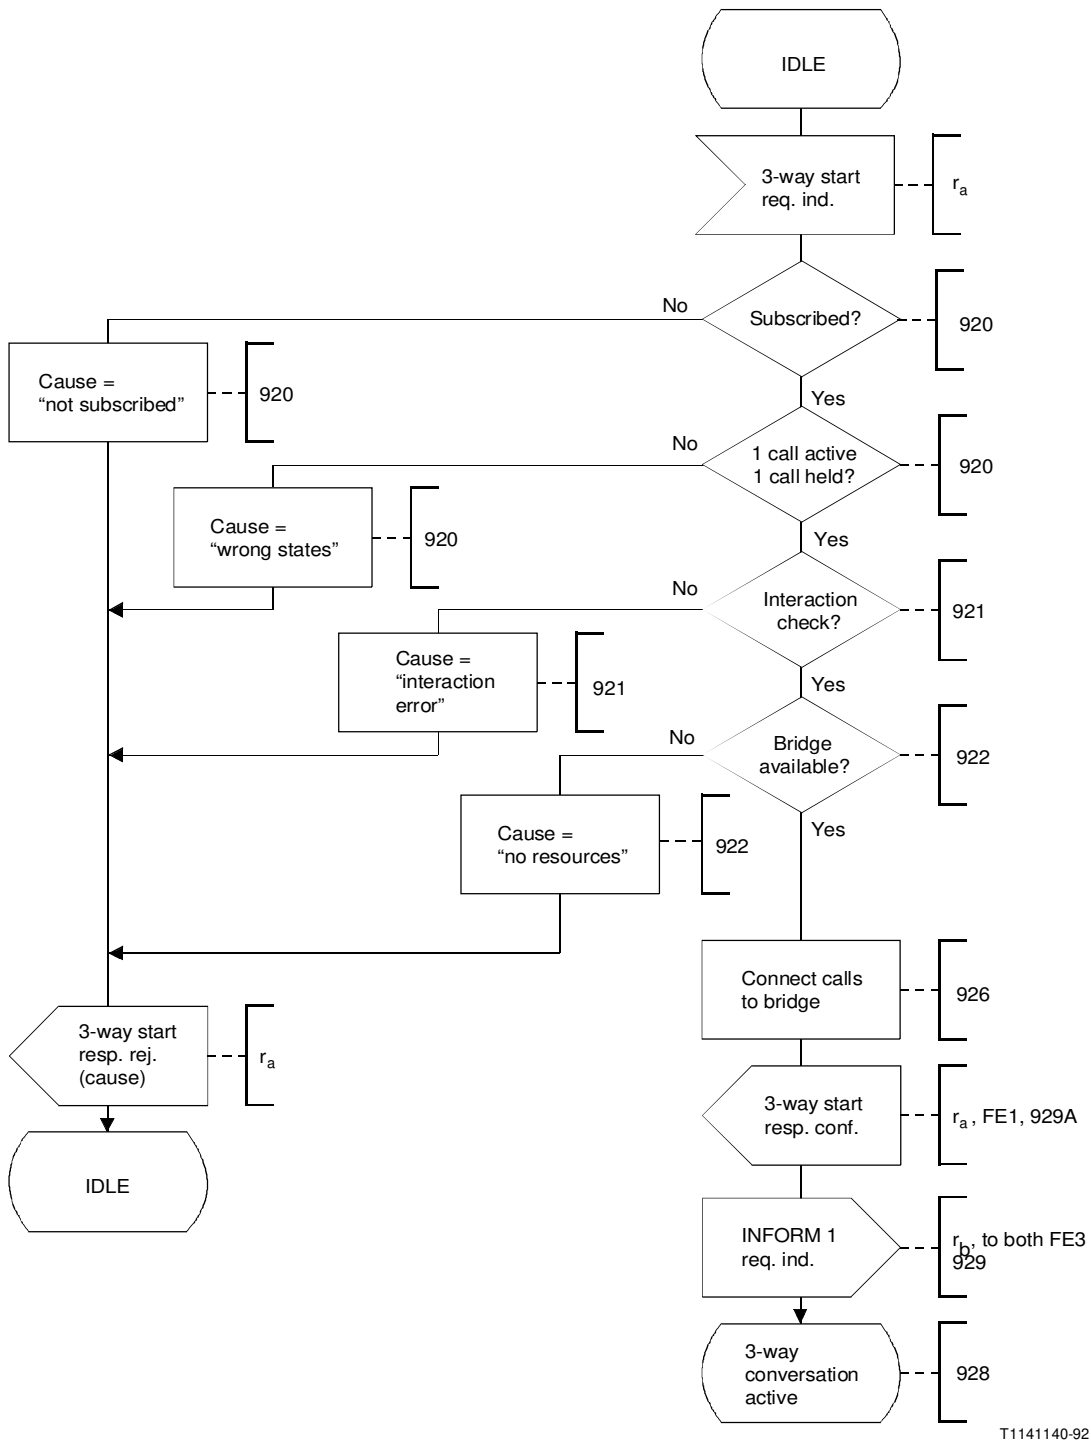 IDLE
3-way start
req. ind.
ra
No
Subscribed?
920
Cause =
“not subscribed”
920
Yes
No
1 call active
1 call held?
920
Cause =
“wrong states”
920
Yes
No
Interaction
check?
921
Cause =
“interaction
error”
921
Yes
No
Bridge
available?
922
Cause =
“no resources”
922
Yes
Connect calls
to bridge
926
3-way start
resp. rej.
(cause)
ra
3-way start
resp. conf.
ra, FE1, 929A
IDLE
INFORM 1
req. ind.
rb, to both FE3
929
3-way
conversation
active
928
T1141140-92